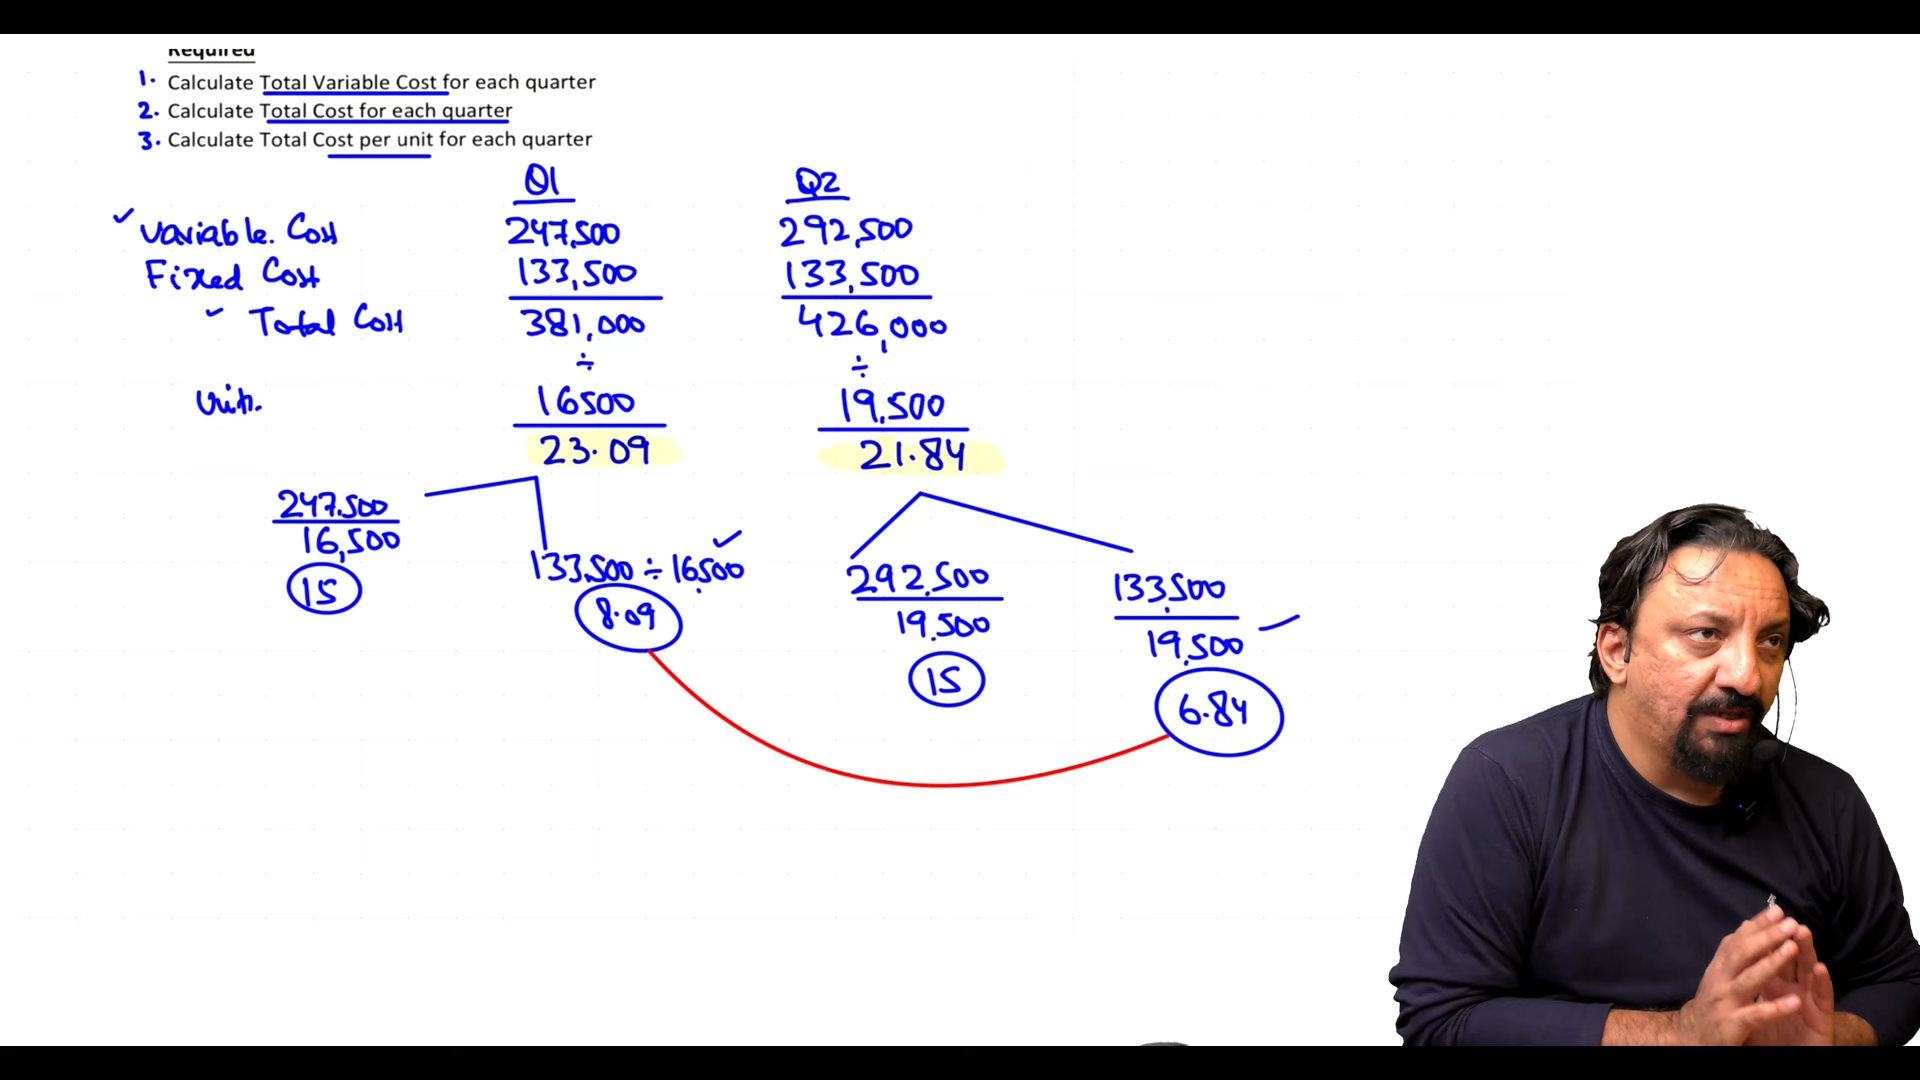 Required
1. Calculate Total Variable Cost for each quarter
2. Calculate Total Cost for each quarter
3. Calculate Total Cost per unit for each quarter
Q1 Q2
Variable. Cost 247,500 292,500
Fixed Cost 133,500 133,500
Total Cost 381,000 426,000
÷ ÷
Unit. 16500 19,500
23.09 21.84
247.500
16,500
15
133,500 ÷ 16,500
8.09
292,500
19,500
15
133,500
19,500
6.84